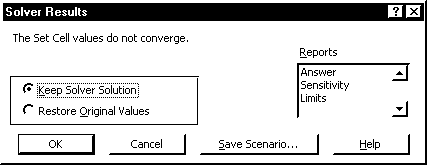 Solver Results
The Set Cell values do not converge.
Reports
Answer
Sensitivity
Limits
Keep Solver Solution
Restore Original Values
OK
Cancel
Save Scenario...
Help